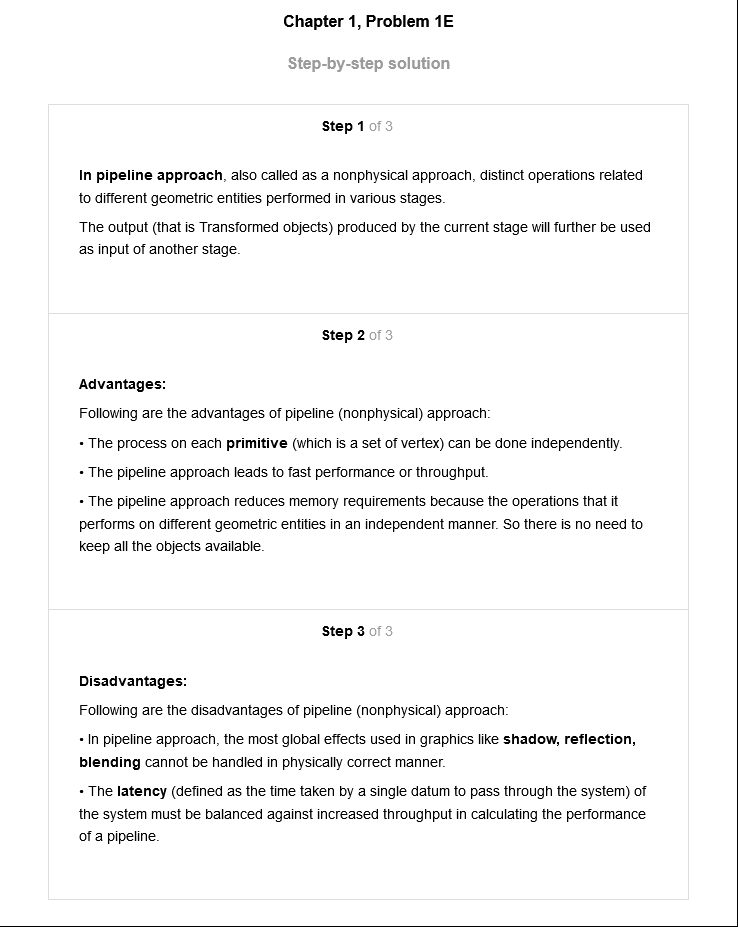 Chapter 1, Problem 1E
Step-by-step solution
Step 1 of 3
In pipeline approach, also called as a nonphysical approach, distinct operations related
to different geometric entities performed in various stages.
The output (that is Transformed objects) produced by the current stage will further be used
as input of another stage.
Step 2 of 3
Advantages:
Following are the advantages of pipeline (nonphysical) approach:
• The process on each primitive (which is a set of vertex) can be done independently.
• The pipeline approach leads to fast performance or throughput.
• The pipeline approach reduces memory requirements because the operations that it
performs on different geometric entities in an independent manner. So there is no need to
keep all the objects available.
Step 3 of 3
Disadvantages:
Following are the disadvantages of pipeline (nonphysical) approach:
• In pipeline approach, the most global effects used in graphics like shadow, reflection,
blending cannot be handled in physically correct manner.
• The latency (defined as the time taken by a single datum to pass through the system) of
the system must be balanced against increased throughput in calculating the performance
of a pipeline.